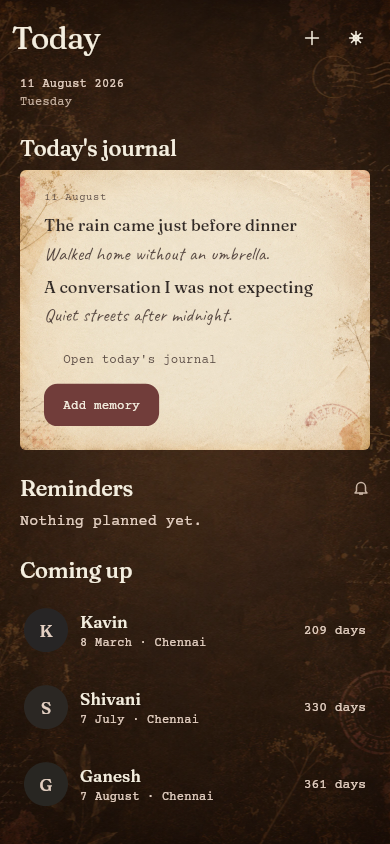 Today
11 August 2026
Tuesday
Today's journal
11 August
The rain came just before dinner
Walked home without an umbrella.
A conversation I was not expecting
Quiet streets after midnight.
Open today's journal
Add memory
Reminders
Nothing planned yet.
Coming up
K
Kavin
8 March · Chennai
209 days
S
Shivani
7 July · Chennai
330 days
G
Ganesh
7 August · Chennai
361 days